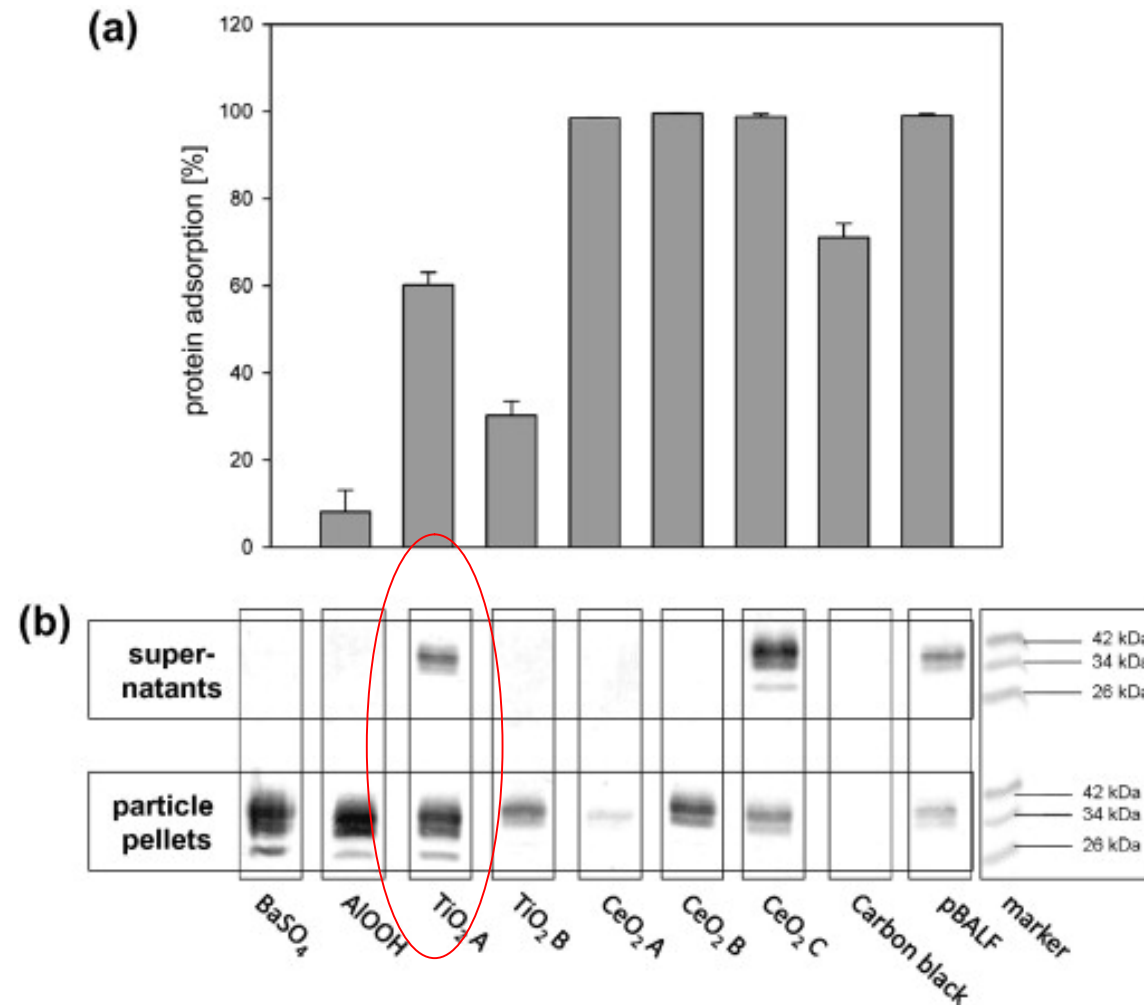 (a)
120
100
80
60
40
20
0
protein adsorption [%]
(b)
super-
natants
42 kDa
34 kDa
26 kDa
particle
pellets
42 kDa
34 kDa
26 kDa
BaSO₄
AlOOH
TiO₂ A
TiO₂ B
CeO₂ A
CeO₂ B
CeO₂ C
Carbon black
pBALF
marker